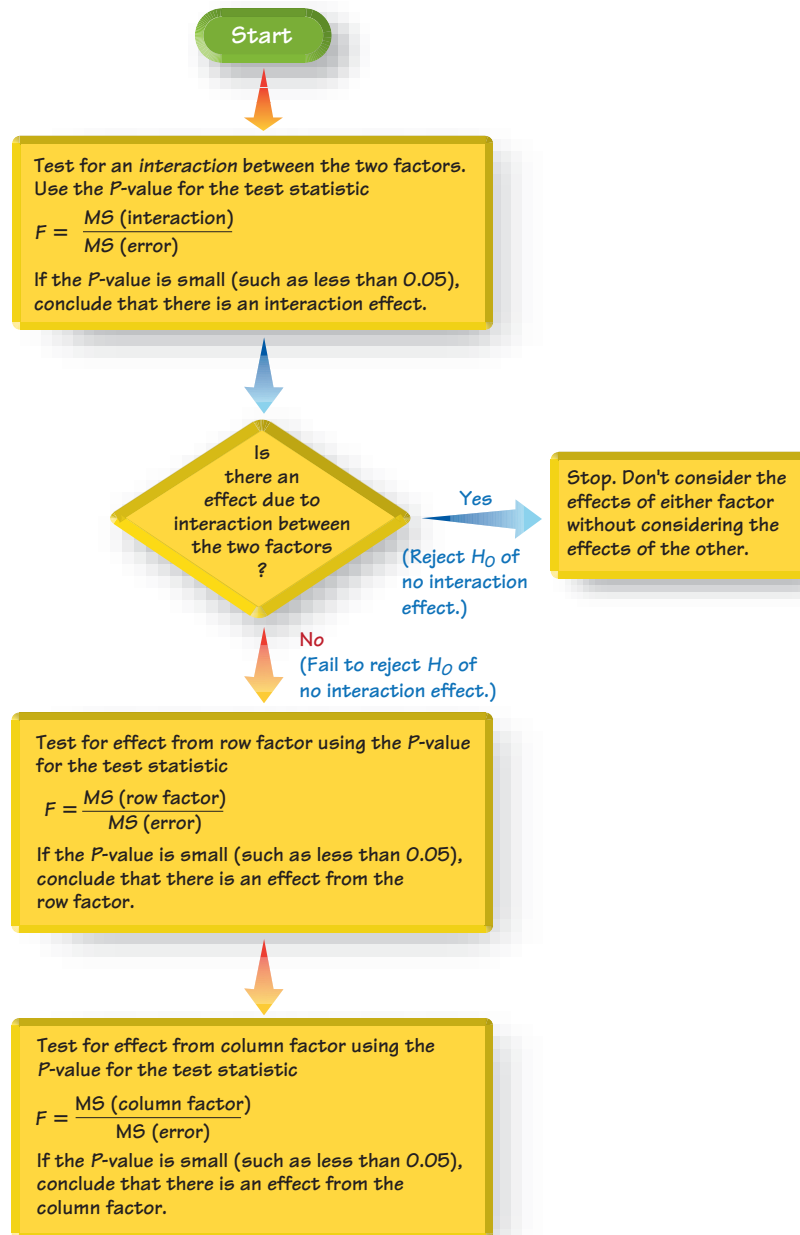 Start
Test for an interaction between the two factors.
Use the P-value for the test statistic
F = MS (interaction)
MS (error)
If the P-value is small (such as less than 0.05),
conclude that there is an interaction effect.
Is
there an
effect due to
interaction between
the two factors
?
Yes
(Reject H0 of
no interaction
effect.)
Stop. Don't consider the
effects of either factor
without considering the
effects of the other.
No
(Fail to reject H0 of
no interaction effect.)
Test for effect from row factor using the P-value
for the test statistic
F = MS (row factor)
MS (error)
If the P-value is small (such as less than 0.05),
conclude that there is an effect from the
row factor.
Test for effect from column factor using the
P-value for the test statistic
F = MS (column factor)
MS (error)
If the P-value is small (such as less than 0.05),
conclude that there is an effect from the
column factor.